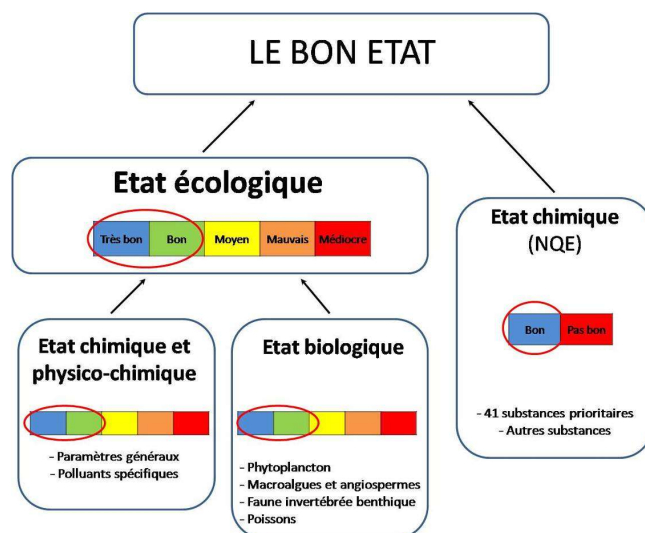 LE BON ETAT
Etat écologique
Très bon Bon Moyen Mauvais Médiocre
Etat chimique
(NQE)
Bon Pas bon
- 41 substances prioritaires
- Autres substances
Etat chimique et
physico-chimique
- Paramètres généraux
- Polluants spécifiques
Etat biologique
- Phytoplancton
- Macroalgues et angiospermes
- Faune invertébrée benthique
- Poissons